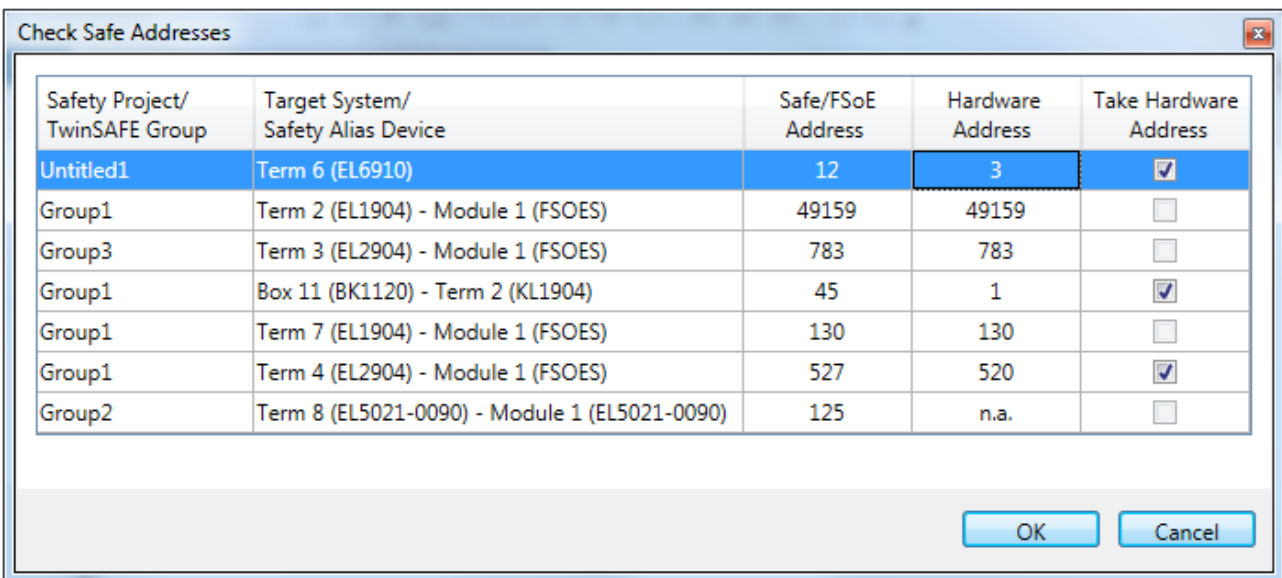 Check Safe Addresses
Safety Project/ Target System/ Safe/FSoE Hardware Take Hardware
TwinSAFE Group Safety Alias Device Address Address Address
Untitled1 Term 6 (EL6910) 12 3
Group1 Term 2 (EL1904) - Module 1 (FSOES) 49159 49159
Group3 Term 3 (EL2904) - Module 1 (FSOES) 783 783
Group1 Box 11 (BK1120) - Term 2 (KL1904) 45 1
Group1 Term 7 (EL1904) - Module 1 (FSOES) 130 130
Group1 Term 4 (EL2904) - Module 1 (FSOES) 527 520
Group2 Term 8 (EL5021-0090) - Module 1 (EL5021-0090) 125 n.a.
OK Cancel